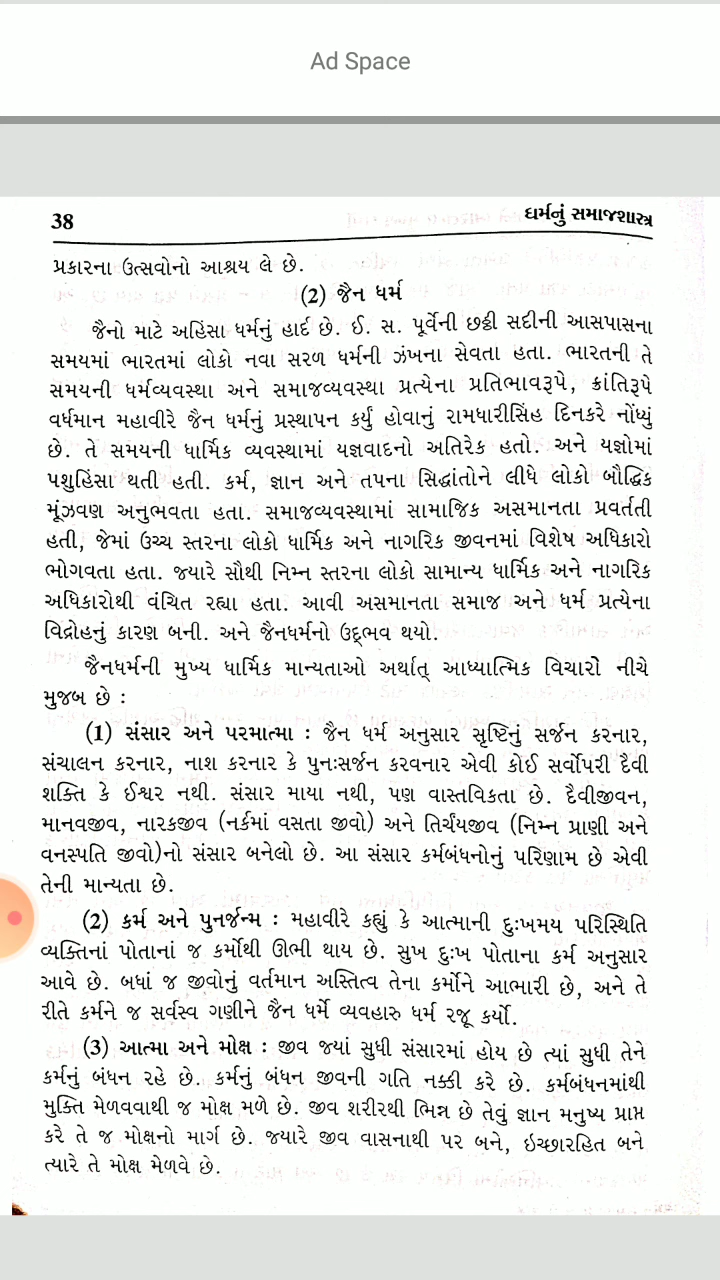 Ad Space
38
ધર્મનું સમાજશાસ્ત્ર
પ્રકારના ઉત્સવોનો આશ્રય લે છે.
(2) જૈન ધર્મ
જૈનો માટે અહિંસા ધર્મનું હાર્દ છે. ઈ. સ. પૂર્વેની છઠ્ઠી સદીની આસપાસના
સમયમાં ભારતમાં લોકો નવા સરળ ધર્મની ઝંખના સેવતા હતા. ભારતની તે
સમયની ધર્મવ્યવસ્થા અને સમાજવ્યવસ્થા પ્રત્યેના પ્રતિભાવરૂપે, ક્રાંતિરૂપે
વર્ધમાન મહાવીરે જૈન ધર્મનું પ્રસ્થાપન કર્યું હોવાનું રામધારીસિંહ દિનકરે નોંધ્યું
છે. તે સમયની ધાર્મિક વ્યવસ્થામાં યજ્ઞવાદનો અતિરેક હતો. અને યજ્ઞોમાં
પશુહિંસા થતી હતી. કર્મ, જ્ઞાન અને તપના સિદ્ધાંતોને લીધે લોકો બૌદ્ધિક
મૂંઝવણ અનુભવતા હતા. સમાજવ્યવસ્થામાં સામાજિક અસમાનતા પ્રવર્તતી
હતી, જેમાં ઉચ્ચ સ્તરના લોકો ધાર્મિક અને નાગરિક જીવનમાં વિશેષ અધિકારો
ભોગવતા હતા. જયારે સૌથી નિમ્ન સ્તરના લોકો સામાન્ય ધાર્મિક અને નાગરિક
અધિકારોથી વંચિત રહ્યા હતા. આવી અસમાનતા સમાજ અને ધર્મ પ્રત્યેના
વિદ્રોહનું કારણ બની. અને જૈનધર્મનો ઉદ્ભવ થયો.
જૈનધર્મની મુખ્ય ધાર્મિક માન્યતાઓ અર્થાત્ આધ્યાત્મિક વિચારો નીચે
મુજબ છે :
(1) સંસાર અને પરમાત્મા : જૈન ધર્મ અનુસાર સૃષ્ટિનું સર્જન કરનાર,
સંચાલન કરનાર, નાશ કરનાર કે પુનઃસર્જન કરવનાર એવી કોઈ સર્વોપરી દૈવી
શક્તિ કે ઈશ્વર નથી. સંસાર માયા નથી, પણ વાસ્તવિકતા છે. દૈવીજીવન,
માનવજીવ, નારકજીવ (નર્કમાં વસતા જીવો) અને તિર્ચંયજીવ (નિમ્ન પ્રાણી અને
વનસ્પતિ જીવો)નો સંસાર બનેલો છે. આ સંસાર કર્મબંધનોનું પરિણામ છે એવી
તેની માન્યતા છે.
(2) કર્મ અને પુનર્જન્મ : મહાવીરે કહ્યું કે આત્માની દુઃખમય પરિસ્થિતિ
વ્યક્તિનાં પોતાનાં જ કર્મોથી ઊભી થાય છે. સુખ દુઃખ પોતાના કર્મ અનુસાર
આવે છે. બધાં જ જીવોનું વર્તમાન અસ્તિત્વ તેના કર્મોને આભારી છે, અને તે
રીતે કર્મને જ સર્વસ્વ ગણીને જૈન ધર્મે વ્યવહારુ ધર્મ રજૂ કર્યો.
(3) આત્મા અને મોક્ષ : જીવ જયાં સુધી સંસારમાં હોય છે ત્યાં સુધી તેને
કર્મનું બંધન રહે છે. કર્મનું બંધન જીવની ગતિ નક્કી કરે છે. કર્મબંધનમાંથી
મુક્તિ મેળવવાથી જ મોક્ષ મળે છે. જીવ શરીરથી ભિન્ન છે તેવું જ્ઞાન મનુષ્ય પ્રાપ્ત
કરે તે જ મોક્ષનો માર્ગ છે. જયારે જીવ વાસનાથી પર બને, ઇચ્છારહિત બને
ત્યારે તે મોક્ષ મેળવે છે.